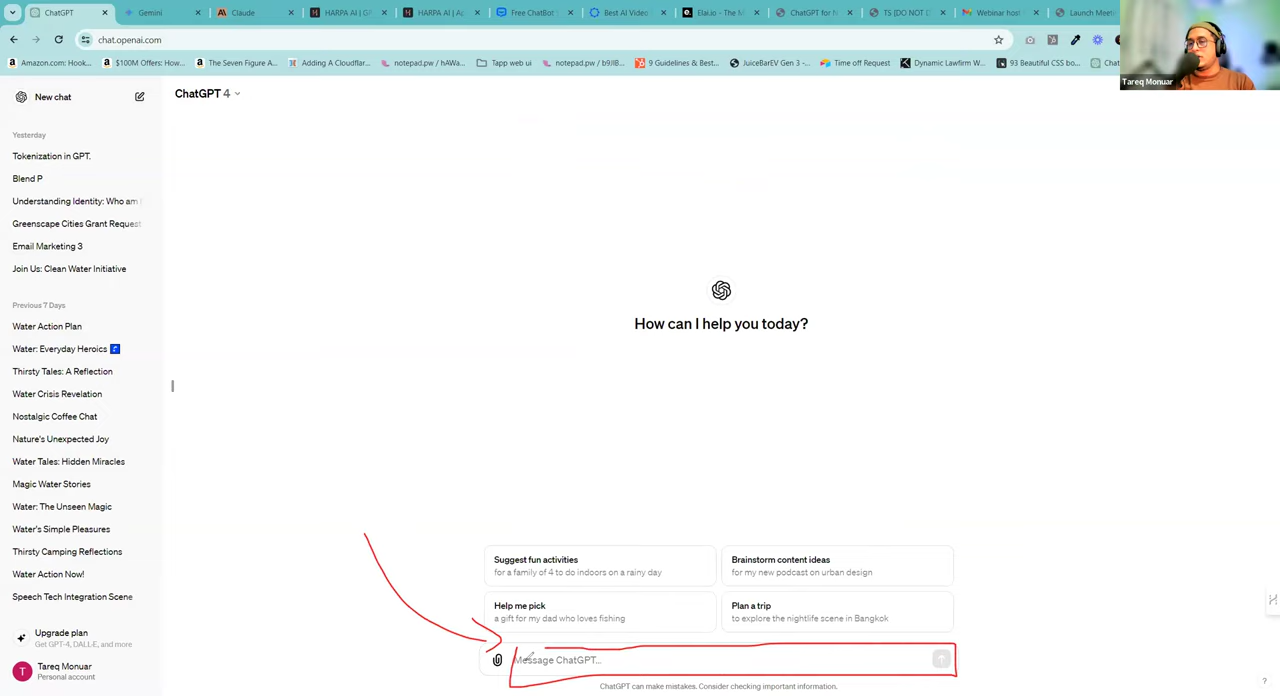 ChatGPT
Gemini
Claude
HARPA AI | GP
HARPA AI | Ap
Free ChatBot
Best AI Video
Elai.io - The M
ChatGPT for N
TS [DO NOT D
Webinar host
Launch Meeti
chat.openai.com
Amazon.com: Hook...
$100M Offers: How...
The Seven Figure A...
Adding A Cloudflar...
notepad.pw / hAWa...
Tapp web ui
notepad.pw / b9IlB...
9 Guidelines & Best...
JuiceBarEV Gen 3 -...
Time off Request
Dynamic Lawfirm W...
93 Beautiful CSS bo...
Chat
Tareq Monuar
New chat
ChatGPT 4
Yesterday
Tokenization in GPT.
Blend P
Understanding Identity: Who am I
Greenscape Cities Grant Request
Email Marketing 3
Join Us: Clean Water Initiative
Previous 7 Days
Water Action Plan
Water: Everyday Heroics
Thirsty Tales: A Reflection
Water Crisis Revelation
Nostalgic Coffee Chat
Nature's Unexpected Joy
Water Tales: Hidden Miracles
Magic Water Stories
Water: The Unseen Magic
Water's Simple Pleasures
Thirsty Camping Reflections
Water Action Now!
Speech Tech Integration Scene
Upgrade plan
Get GPT-4, DALL·E, and more
T
Tareq Monuar
Personal account
How can I help you today?
Suggest fun activities
for a family of 4 to do indoors on a rainy day
Brainstorm content ideas
for my new podcast on urban design
Help me pick
a gift for my dad who loves fishing
Plan a trip
to explore the nightlife scene in Bangkok
Message ChatGPT...
ChatGPT can make mistakes. Consider checking important information.
?